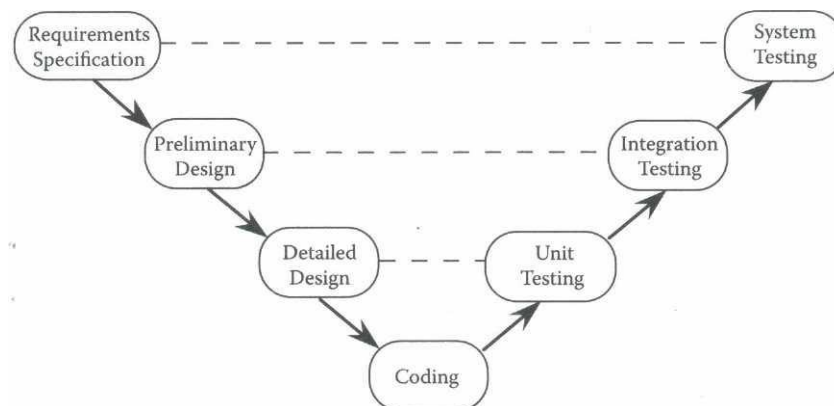 Requirements
Specification
System
Testing
Preliminary
Design
Integration
Testing
Detailed
Design
Unit
Testing
Coding